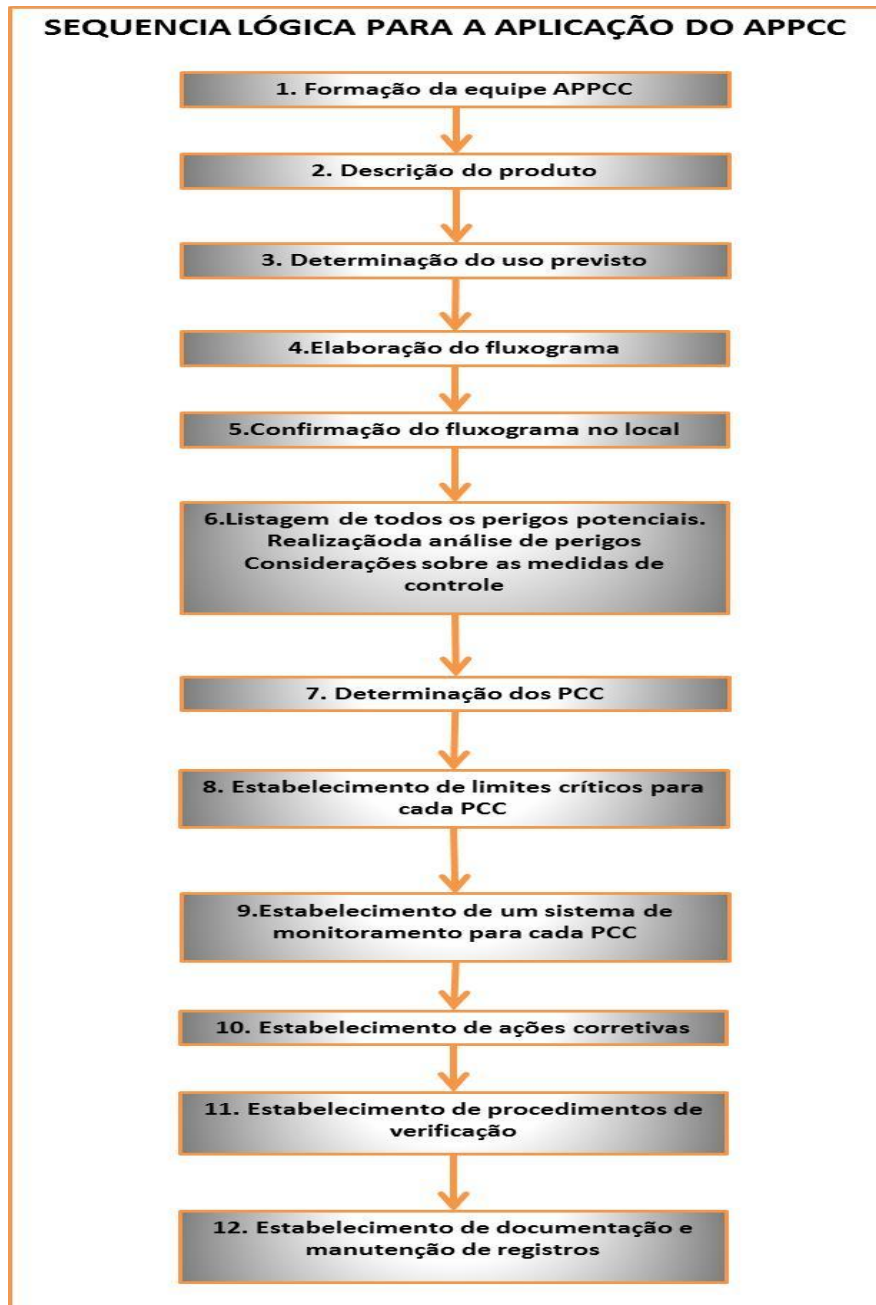 SEQUENCIA LÓGICA PARA A APLICAÇÃO DO APPCC
1. Formação da equipe APPCC
2. Descrição do produto
3. Determinação do uso previsto
4.Elaboração do fluxograma
5.Confirmação do fluxograma no local
6.Listagem de todos os perigos potenciais.
Realizaçãoda análise de perigos
Considerações sobre as medidas de
controle
7. Determinação dos PCC
8. Estabelecimento de limites críticos para
cada PCC
9.Estabelecimento de um sistema de
monitoramento para cada PCC
10. Estabelecimento de ações corretivas
11. Estabelecimento de procedimentos de
verificação
12. Estabelecimento de documentação e
manutenção de registros